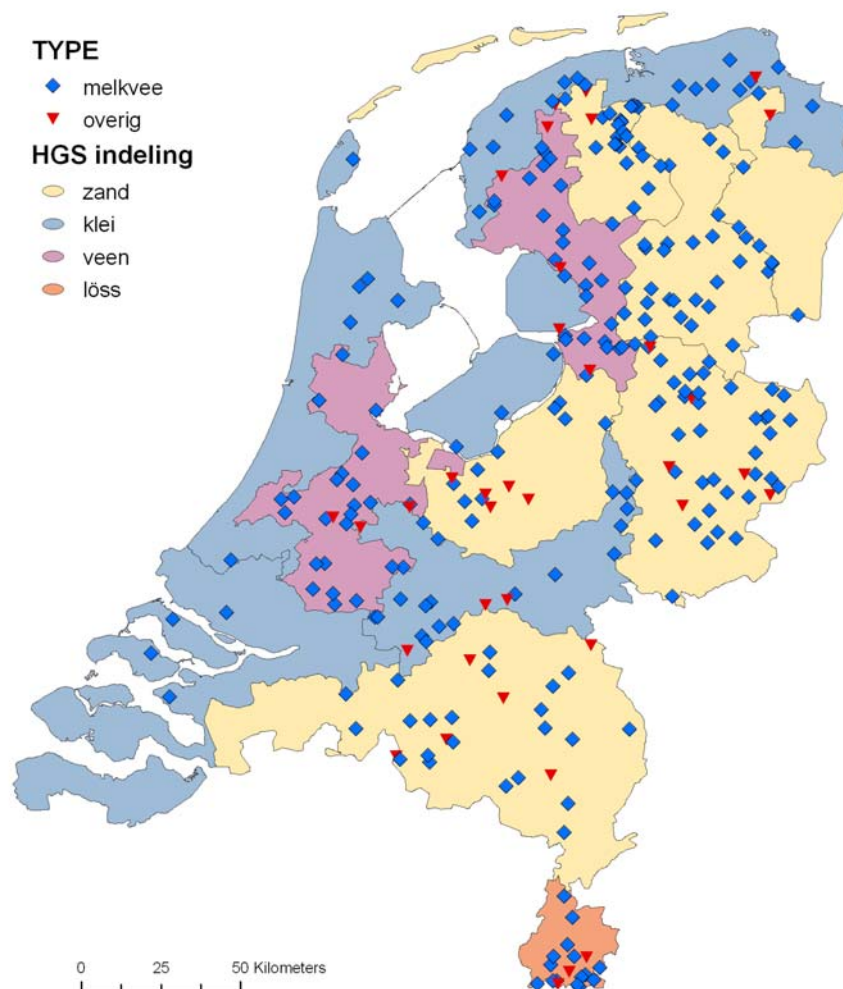 TYPE
melkvee
overig
HGS indeling
zand
klei
veen
löss
0 25 50 Kilometers